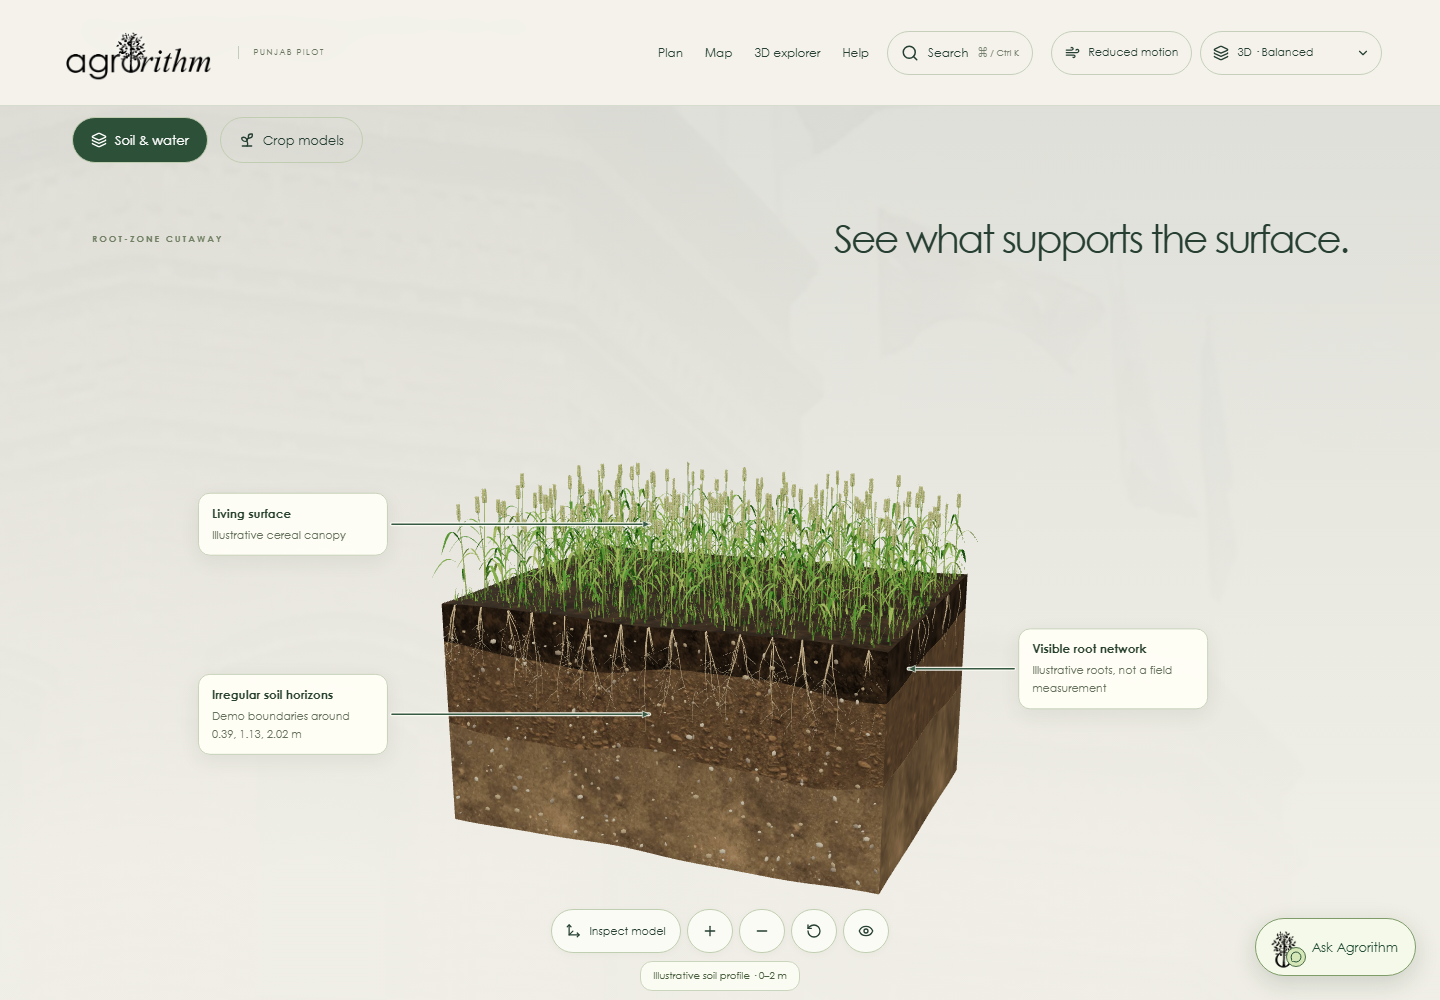 agrorithm
PUNJAB PILOT
Plan
Map
3D explorer
Help
Search ⌘ / Ctrl K
Reduced motion
3D · Balanced
Soil & water
Crop models
ROOT-ZONE CUTAWAY
See what supports the surface.
Living surface
Illustrative cereal canopy
Visible root network
Illustrative roots, not a field
measurement
Irregular soil horizons
Demo boundaries around
0.39, 1.13, 2.02 m
Inspect model
Illustrative soil profile · 0–2 m
Ask Agrorithm